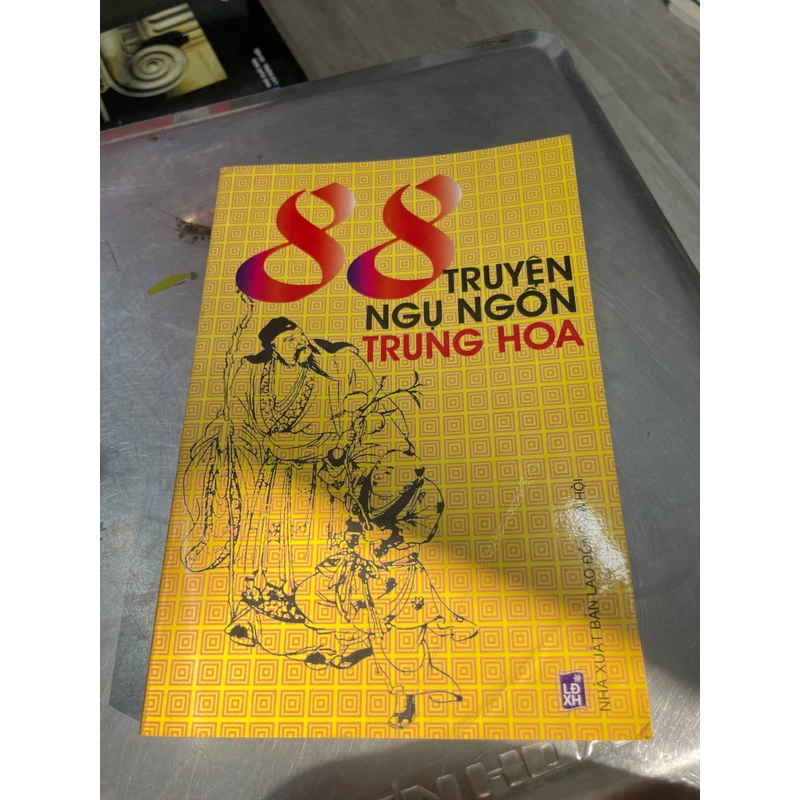 88
TRUYỆN
NGỤ NGÔN
TRUNG HOA
NHÀ XUẤT BẢN LAO ĐỘNG XÃ HỘI
LĐ
XH